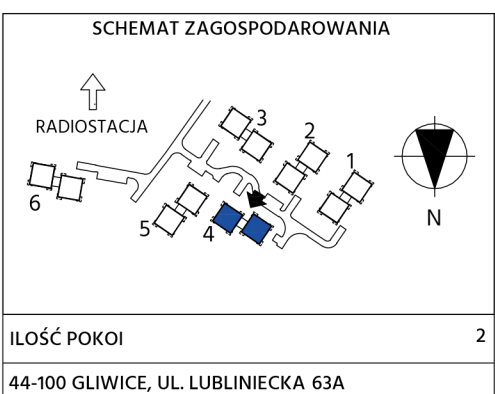 SCHEMAT ZAGOSPODAROWANIA
RADIOSTACJA
3
2
1
6
5
4
N
ILOŚĆ POKOI 2
44-100 GLIWICE, UL. LUBLINIECKA 63A